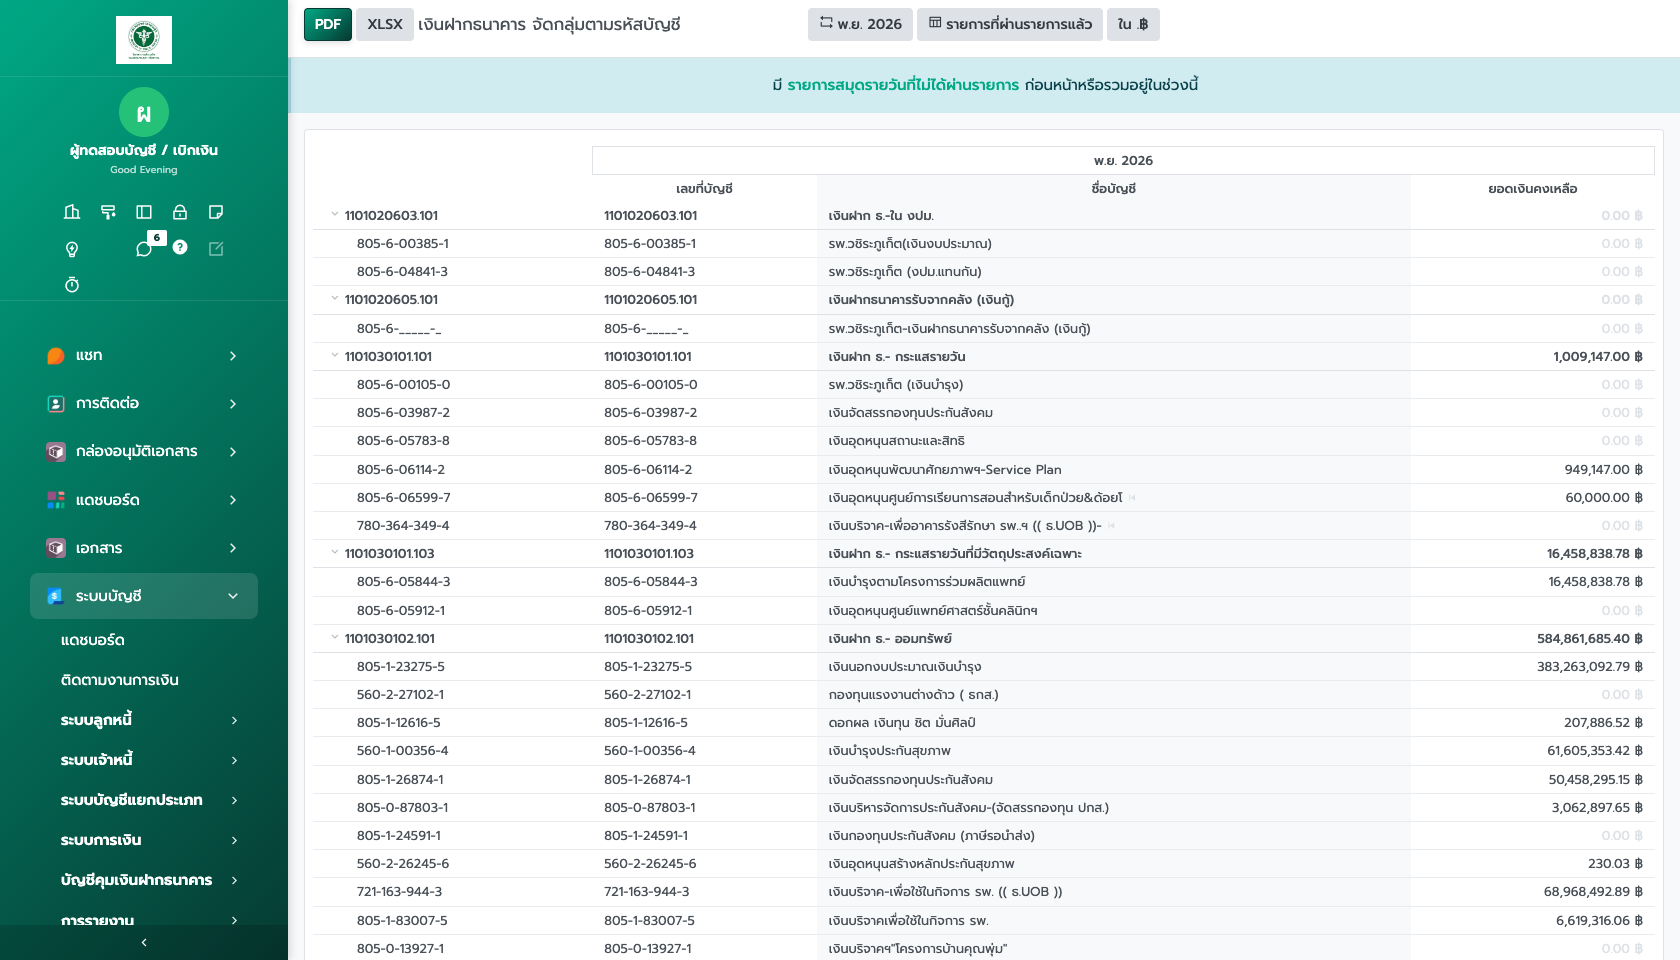 ผ
ผู้ทดสอบบัญชี / เบิกเงิน
Good Evening
6
แชท
การติดต่อ
กล่องอนุมัติเอกสาร
แดชบอร์ด
เอกสาร
ระบบบัญชี
แดชบอร์ด
ติดตามงานการเงิน
ระบบลูกหนี้
ระบบเจ้าหนี้
ระบบบัญชีแยกประเภท
ระบบการเงิน
บัญชีคุมเงินฝากธนาคาร
การรายงาน
PDF XLSX เงินฝากธนาคาร จัดกลุ่มตามรหัสบัญชี พ.ย. 2026 รายการที่ผ่านรายการแล้ว ใน .฿
มี รายการสมุดรายวันที่ไม่ได้ผ่านรายการ ก่อนหน้าหรือรวมอยู่ในช่วงนี้
พ.ย. 2026
เลขที่บัญชี ชื่อบัญชี ยอดเงินคงเหลือ
1101020603.101 1101020603.101 เงินฝาก ธ.-ใน งปม. 0.00 ฿
805-6-00385-1 805-6-00385-1 รพ.วชิระภูเก็ต(เงินงบประมาณ) 0.00 ฿
805-6-04841-3 805-6-04841-3 รพ.วชิระภูเก็ต (งปม.แทนกัน) 0.00 ฿
1101020605.101 1101020605.101 เงินฝากธนาคารรับจากคลัง (เงินกู้) 0.00 ฿
805-6-_____-_ 805-6-_____-_ รพ.วชิระภูเก็ต-เงินฝากธนาคารรับจากคลัง (เงินกู้) 0.00 ฿
1101030101.101 1101030101.101 เงินฝาก ธ.- กระแสรายวัน 1,009,147.00 ฿
805-6-00105-0 805-6-00105-0 รพ.วชิระภูเก็ต (เงินบำรุง) 0.00 ฿
805-6-03987-2 805-6-03987-2 เงินจัดสรรกองทุนประกันสังคม 0.00 ฿
805-6-05783-8 805-6-05783-8 เงินอุดหนุนสถานะและสิทธิ 0.00 ฿
805-6-06114-2 805-6-06114-2 เงินอุดหนุนพัฒนาศักยภาพฯ-Service Plan 949,147.00 ฿
805-6-06599-7 805-6-06599-7 เงินอุดหนุนศูนย์การเรียนการสอนสำหรับเด็กป่วย&ด้อยโ 60,000.00 ฿
780-364-349-4 780-364-349-4 เงินบริจาค-เพื่ออาคารรังสีรักษา รพ..ฯ (( ธ.UOB ))- 0.00 ฿
1101030101.103 1101030101.103 เงินฝาก ธ.- กระแสรายวันที่มีวัตถุประสงค์เฉพาะ 16,458,838.78 ฿
805-6-05844-3 805-6-05844-3 เงินบำรุงตามโครงการร่วมผลิตแพทย์ 16,458,838.78 ฿
805-6-05912-1 805-6-05912-1 เงินอุดหนุนศูนย์แพทย์ศาสตร์ชั้นคลินิกฯ 0.00 ฿
1101030102.101 1101030102.101 เงินฝาก ธ.- ออมทรัพย์ 584,861,685.40 ฿
805-1-23275-5 805-1-23275-5 เงินนอกงบประมาณเงินบำรุง 383,263,092.79 ฿
560-2-27102-1 560-2-27102-1 กองทุนแรงงานต่างด้าว ( ธกส.) 0.00 ฿
805-1-12616-5 805-1-12616-5 ดอกผล เงินทุน ชิต มั่นศิลป์ 207,886.52 ฿
560-1-00356-4 560-1-00356-4 เงินบำรุงประกันสุขภาพ 61,605,353.42 ฿
805-1-26874-1 805-1-26874-1 เงินจัดสรรกองทุนประกันสังคม 50,458,295.15 ฿
805-0-87803-1 805-0-87803-1 เงินบริหารจัดการประกันสังคม-(จัดสรรกองทุน ปกส.) 3,062,897.65 ฿
805-1-24591-1 805-1-24591-1 เงินกองทุนประกันสังคม (ภาษีรอนำส่ง) 0.00 ฿
560-2-26245-6 560-2-26245-6 เงินอุดหนุนสร้างหลักประกันสุขภาพ 230.03 ฿
721-163-944-3 721-163-944-3 เงินบริจาค-เพื่อใช้ในกิจการ รพ. (( ธ.UOB )) 68,968,492.89 ฿
805-1-83007-5 805-1-83007-5 เงินบริจาคเพื่อใช้ในกิจการ รพ. 6,619,316.06 ฿
805-0-13927-1 805-0-13927-1 เงินบริจาคฯ"โครงการบ้านคุณพุ่ม" 0.00 ฿